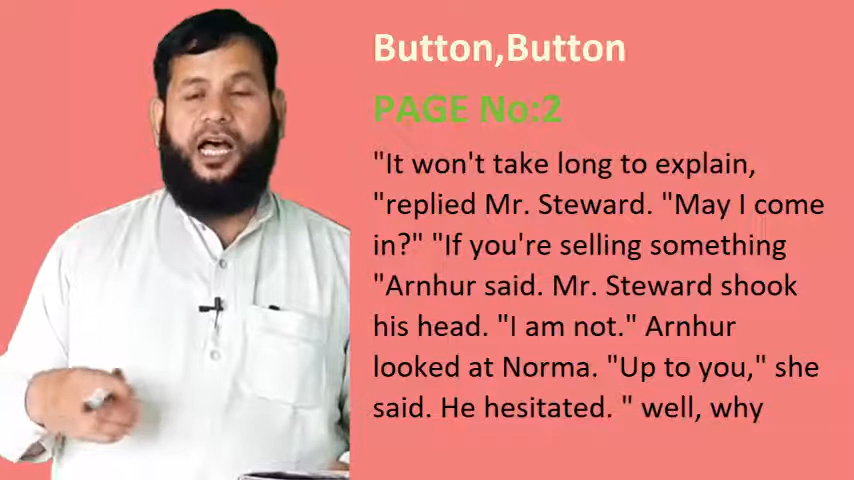 Button,Button
PAGE No:2
"It won't take long to explain,
"replied Mr. Steward. "May I come
in?" "If you're selling something
"Arnhur said. Mr. Steward shook
his head. "I am not." Arnhur
looked at Norma. "Up to you," she
said. He hesitated. " well, why